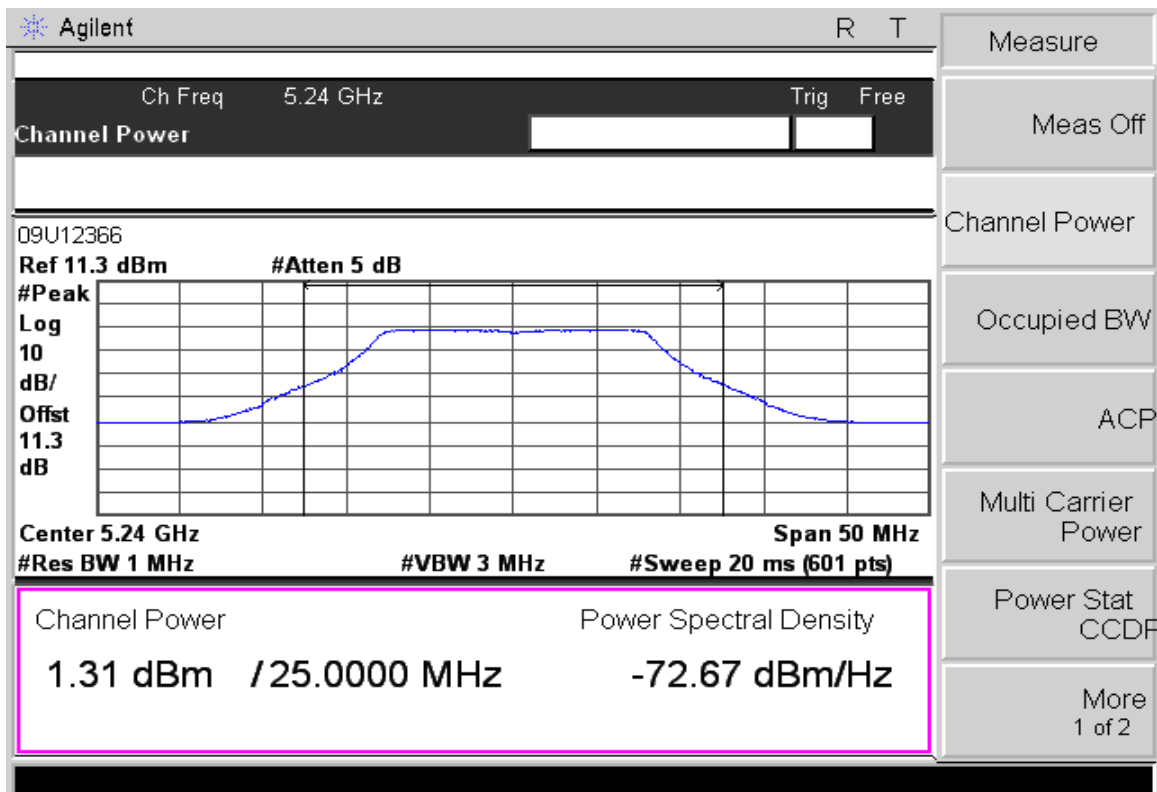 Agilent R T
Ch Freq 5.24 GHz Trig Free
Channel Power
09U12366
Ref 11.3 dBm #Atten 5 dB
#Peak
Log
10
dB/
Offst
11.3
dB
Center 5.24 GHz Span 50 MHz
#Res BW 1 MHz #VBW 3 MHz #Sweep 20 ms (601 pts)
Channel Power Power Spectral Density
1.31 dBm /25.0000 MHz -72.67 dBm/Hz
Measure
Meas Off
Channel Power
Occupied BW
ACP
Multi Carrier
Power
Power Stat
CCDF
More
1 of 2